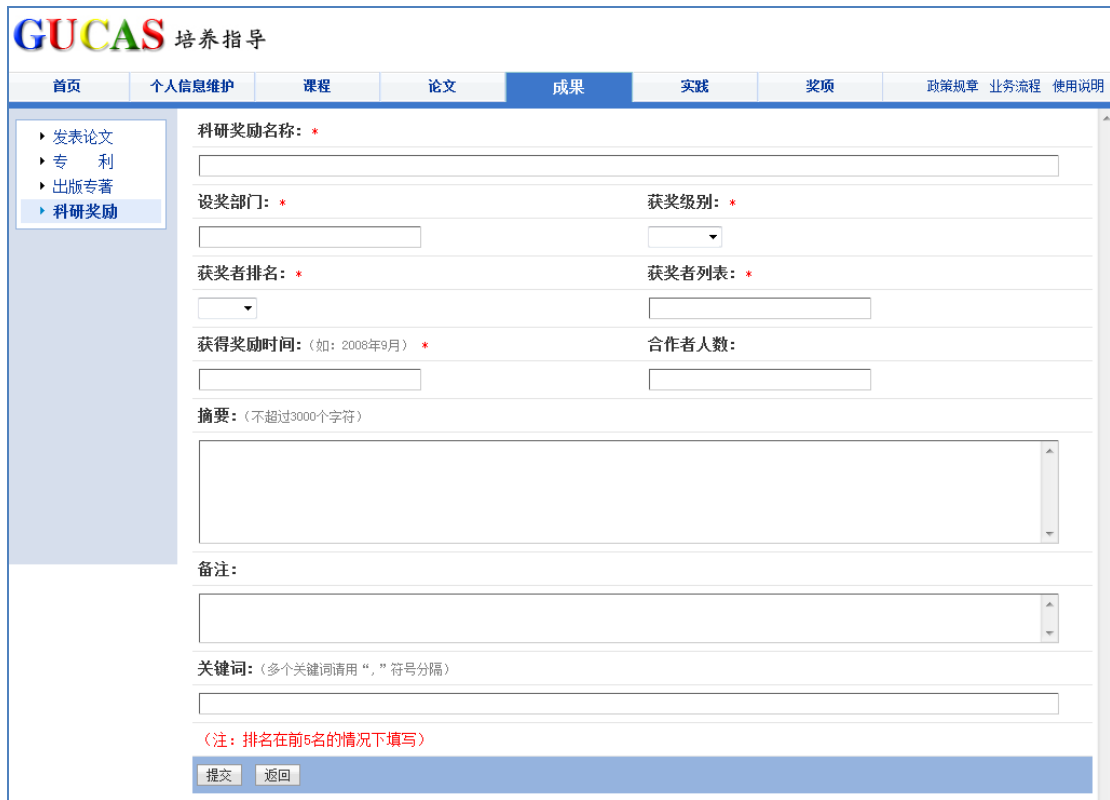 GUCAS 培养指导
首页 个人信息维护 课程 论文 成果 实践 奖项 政策规章 业务流程 使用说明
发表论文
专 利
出版专著
科研奖励
科研奖励名称: *
设奖部门: * 获奖级别: *
获奖者排名: * 获奖者列表: *
获得奖励时间:(如: 2008年9月) * 合作者人数:
摘要:(不超过3000个字符)
备注:
关键词:(多个关键词请用“,”符号分隔)
(注: 排名在前5名的情况下填写)
提交 返回